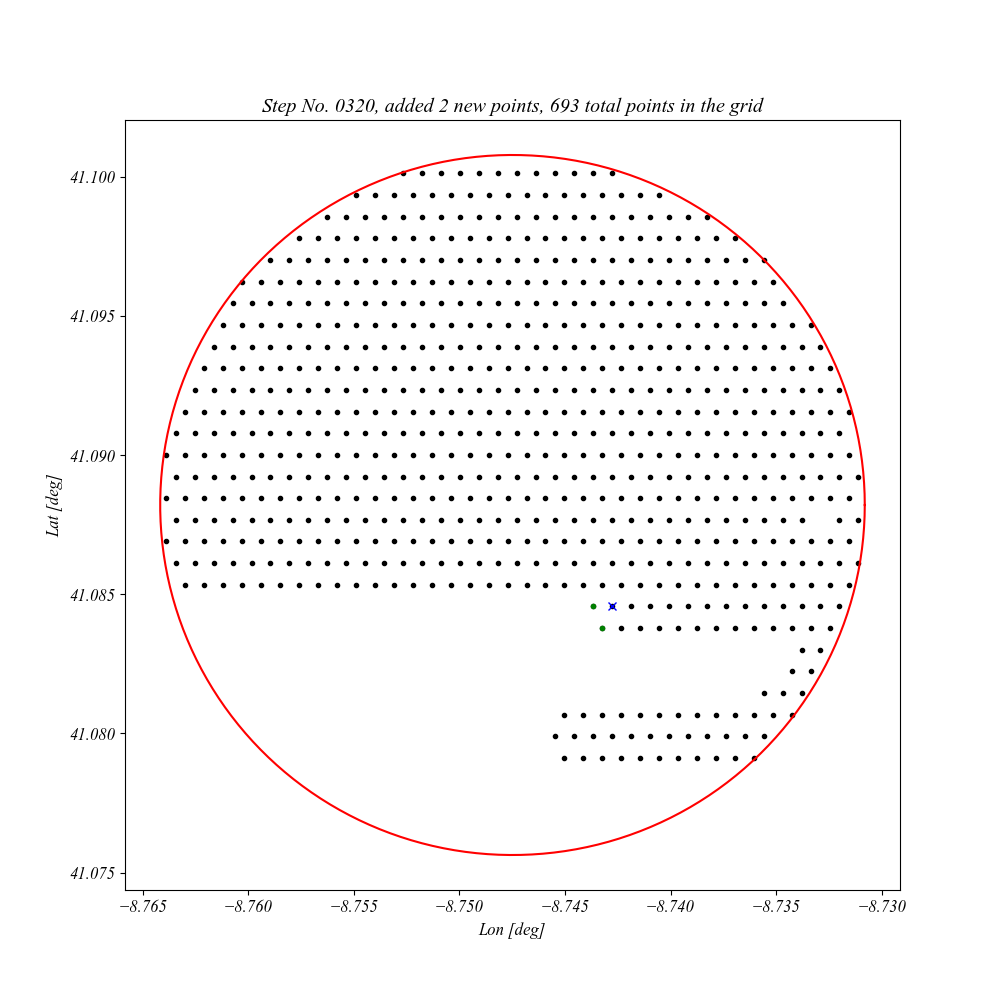 Step No. 0320, added 2 new points, 693 total points in the grid
41.100
41.095
41.090
41.085
41.080
41.075
Lat [deg]
−8.765 −8.760 −8.755 −8.750 −8.745 −8.740 −8.735 −8.730
Lon [deg]